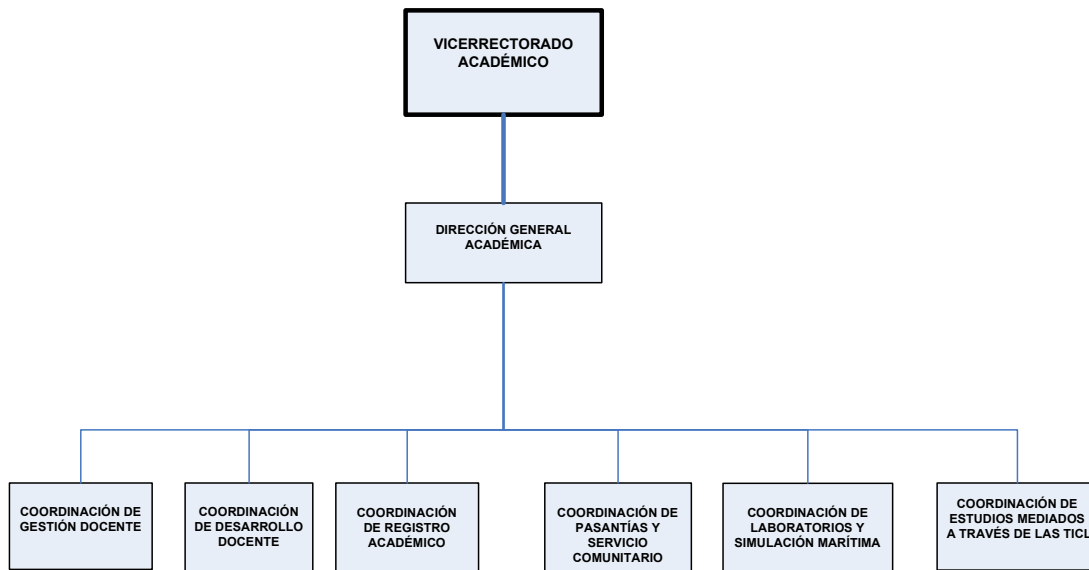 VICERRECTORADO
ACADÉMICO
DIRECCIÓN GENERAL
ACADÉMICA
COORDINACIÓN DE
GESTIÓN DOCENTE
COORDINACIÓN
DE DESARROLLO
DOCENTE
COORDINACIÓN
DE REGISTRO
ACADÉMICO
COORDINACIÓN DE
PASANTÍAS Y
SERVICIO
COMUNITARIO
COORDINACIÓN DE
LABORATORIOS Y
SIMULACIÓN MARÍTIMA
COORDINACIÓN DE
ESTUDIOS MEDIADOS
A TRAVÉS DE LAS TICL